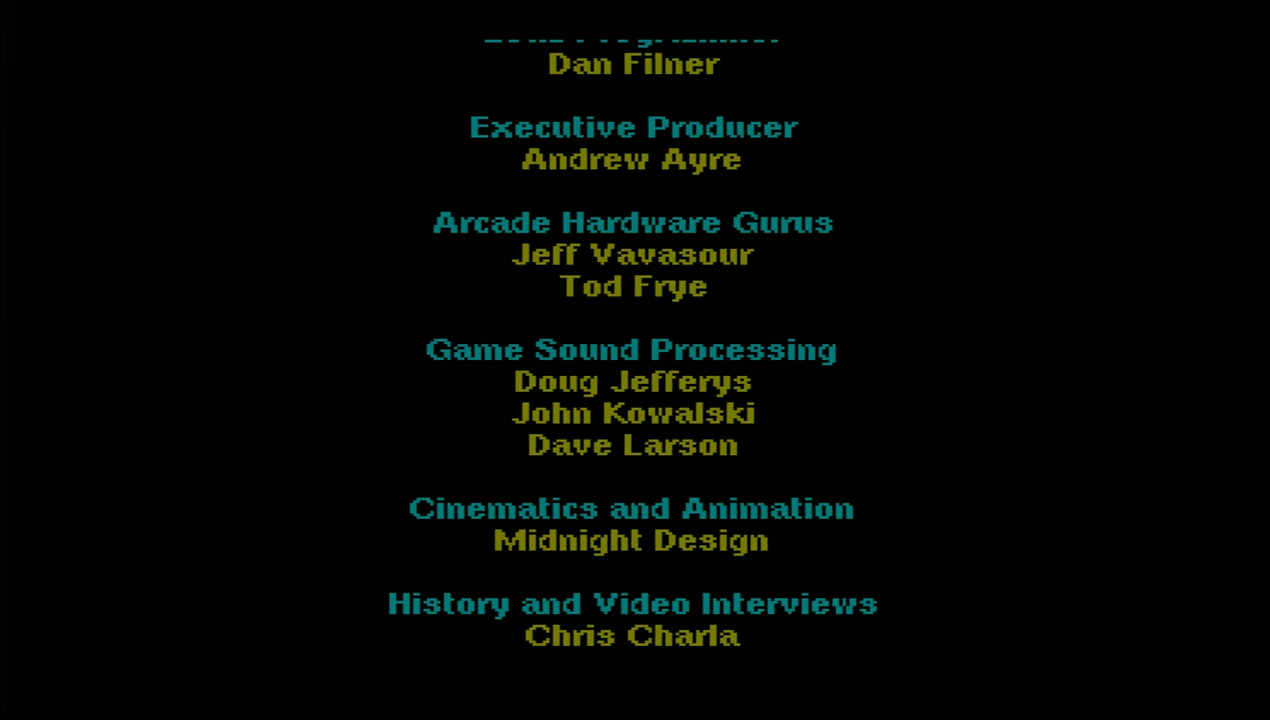 Dan Filner
Executive Producer
Andrew Ayre
Arcade Hardware Gurus
Jeff Vavasour
Tod Frye
Game Sound Processing
Doug Jefferys
John Kowalski
Dave Larson
Cinematics and Animation
Midnight Design
History and Video Interviews
Chris Charla